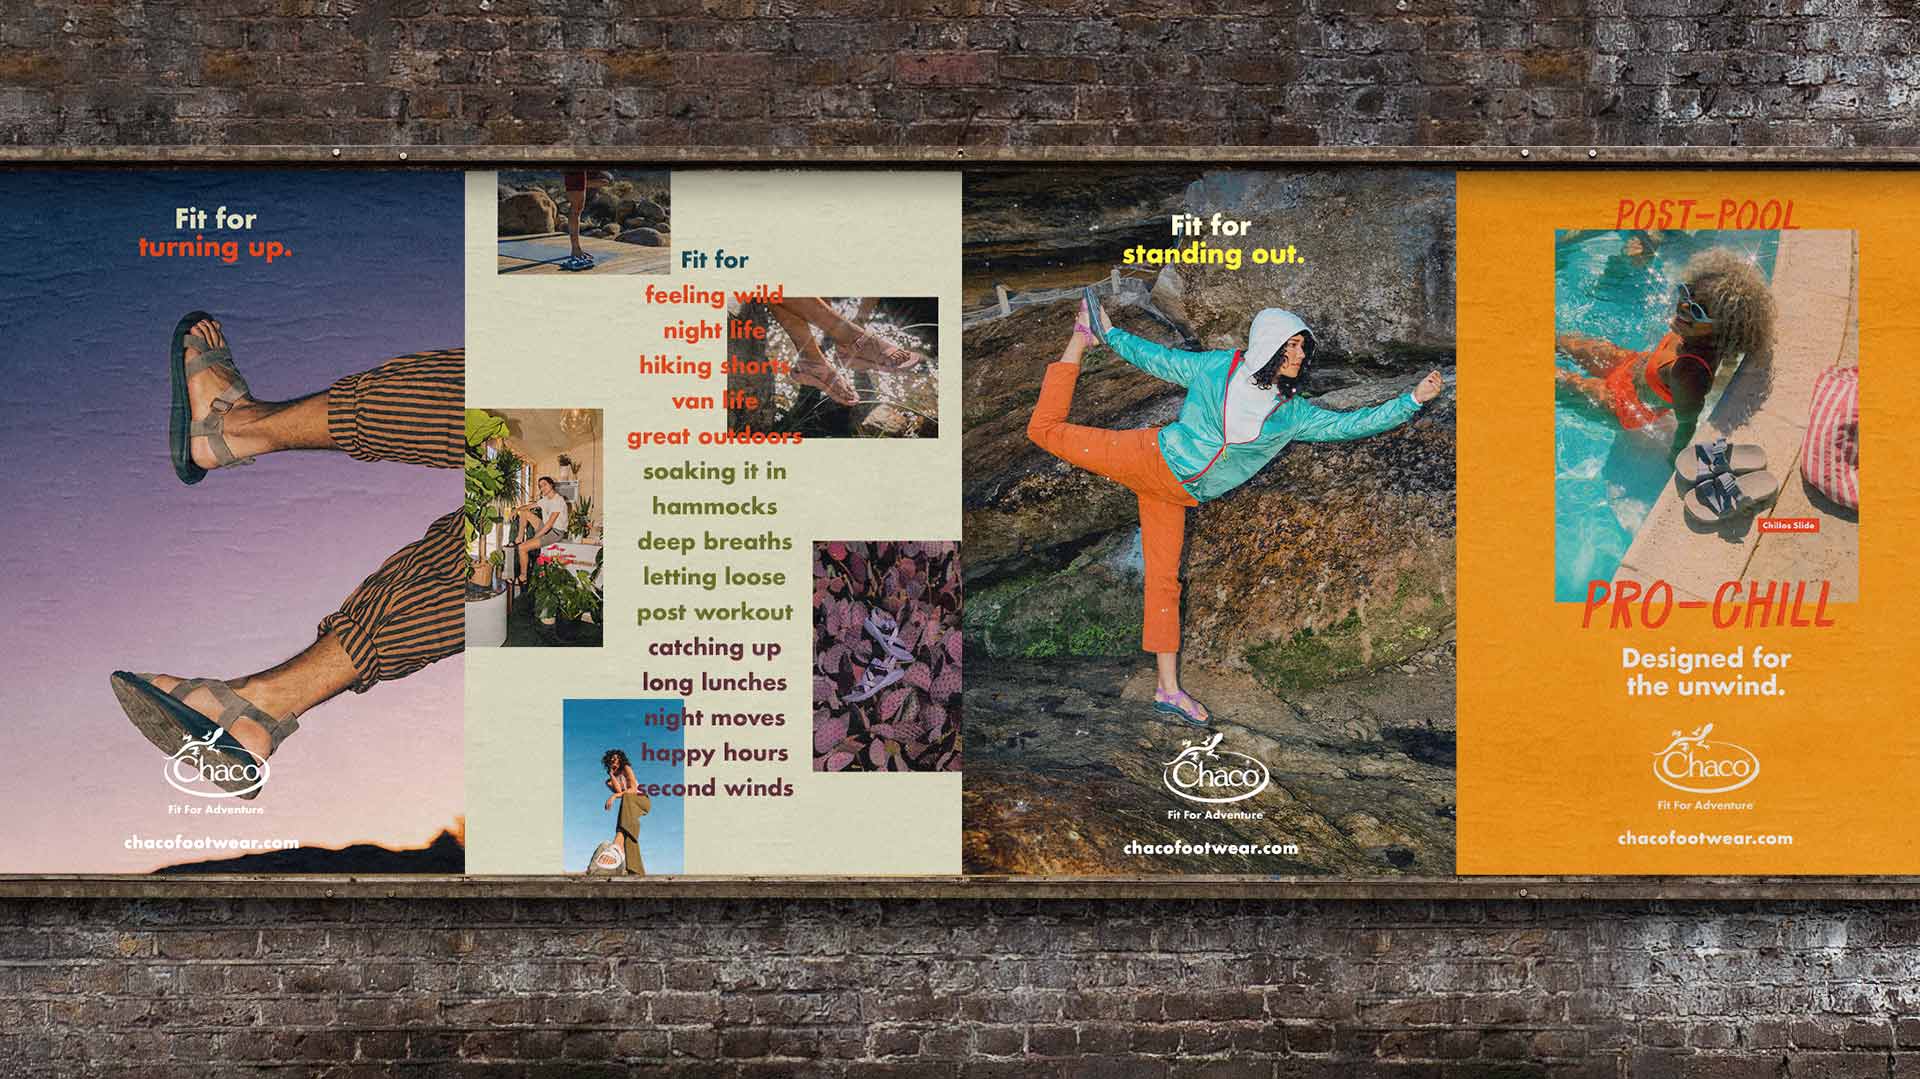 Fit for
turning up.
Chaco
Fit For Adventure
chacofootwear.com
Fit for
feeling wild
night life
hiking shorts
van life
great outdoors
soaking it in
hammocks
deep breaths
letting loose
post workout
catching up
long lunches
night moves
happy hours
second winds
Fit for
standing out.
Chaco
Fit For Adventure
chacofootwear.com
POST-POOL
Chillos Slide
PRO-CHILL
Designed for
the unwind.
Chaco
Fit For Adventure
chacofootwear.com